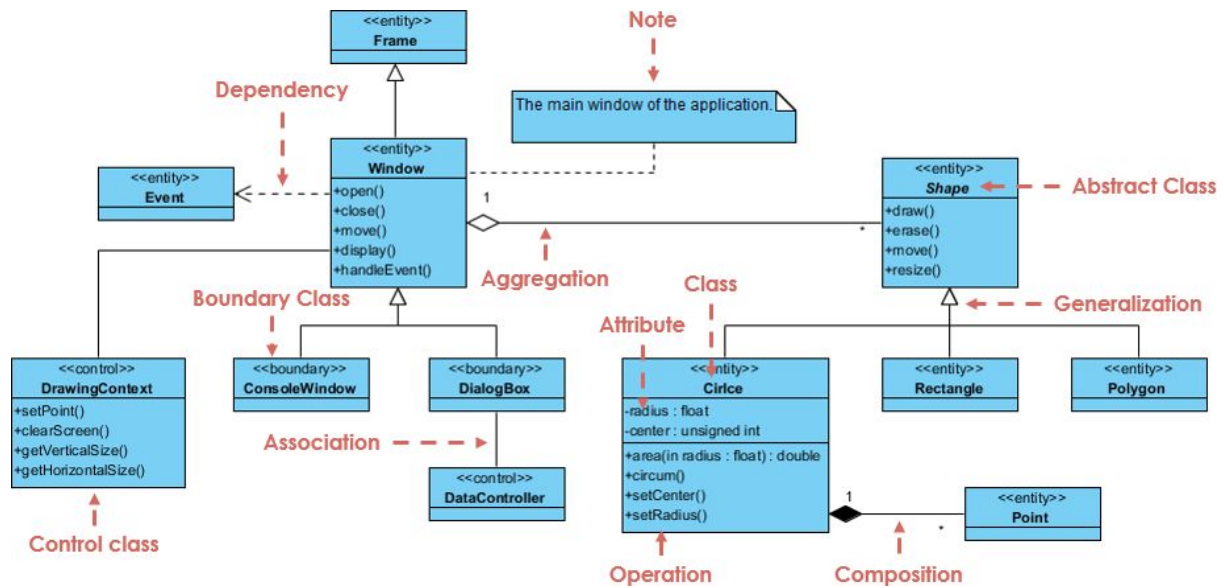 <<entity>>
Frame
Note
The main window of the application.
Dependency
<<entity>>
Window
+open()
+close()
+move()
+display()
+handleEvent()
<<entity>>
Event
1
*
Aggregation
<<entity>>
Shape
+draw()
+erase()
+move()
+resize()
Abstract Class
Boundary Class
Class
Attribute
Generalization
<<control>>
DrawingContext
+setPoint()
+clearScreen()
+getVerticalSize()
+getHorizontalSize()
<<boundary>>
ConsoleWindow
<<boundary>>
DialogBox
<<entity>>
Cirlce
-radius : float
-center : unsigned int
+area(in radius : float) : double
+circum()
+setCenter()
+setRadius()
<<entity>>
Rectangle
<<entity>>
Polygon
Association
<<control>>
DataController
1
*
<<entity>>
Point
Control class
Operation
Composition